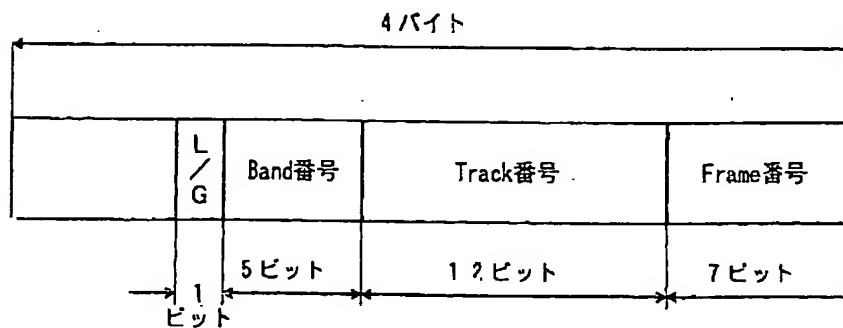 4バイト
L/G
Band番号
Track番号
Frame番号
1ビット
5ビット
12ビット
7ビット